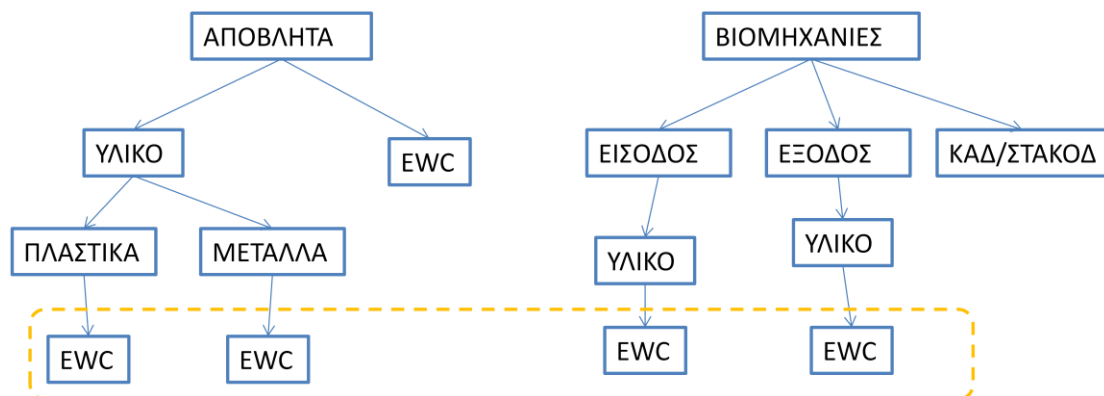 ΑΠΟΒΛΗΤΑ
ΒΙΟΜΗΧΑΝΙΕΣ
ΥΛΙΚΟ
EWC
ΕΙΣΟΔΟΣ
ΕΞΟΔΟΣ
ΚΑΔ/ΣΤΑΚΟΔ
ΠΛΑΣΤΙΚΑ
ΜΕΤΑΛΛΑ
ΥΛΙΚΟ
ΥΛΙΚΟ
EWC
EWC
EWC
EWC